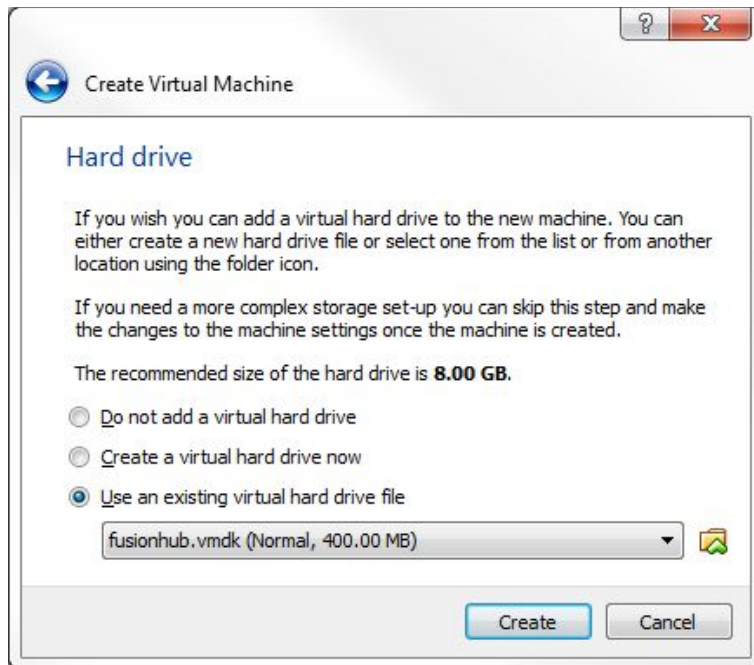 ?
X
Create Virtual Machine
Hard drive
If you wish you can add a virtual hard drive to the new machine. You can
either create a new hard drive file or select one from the list or from another
location using the folder icon.
If you need a more complex storage set-up you can skip this step and make
the changes to the machine settings once the machine is created.
The recommended size of the hard drive is 8.00 GB.
Do not add a virtual hard drive
Create a virtual hard drive now
Use an existing virtual hard drive file
fusionhub.vmdk (Normal, 400.00 MB)
Create
Cancel